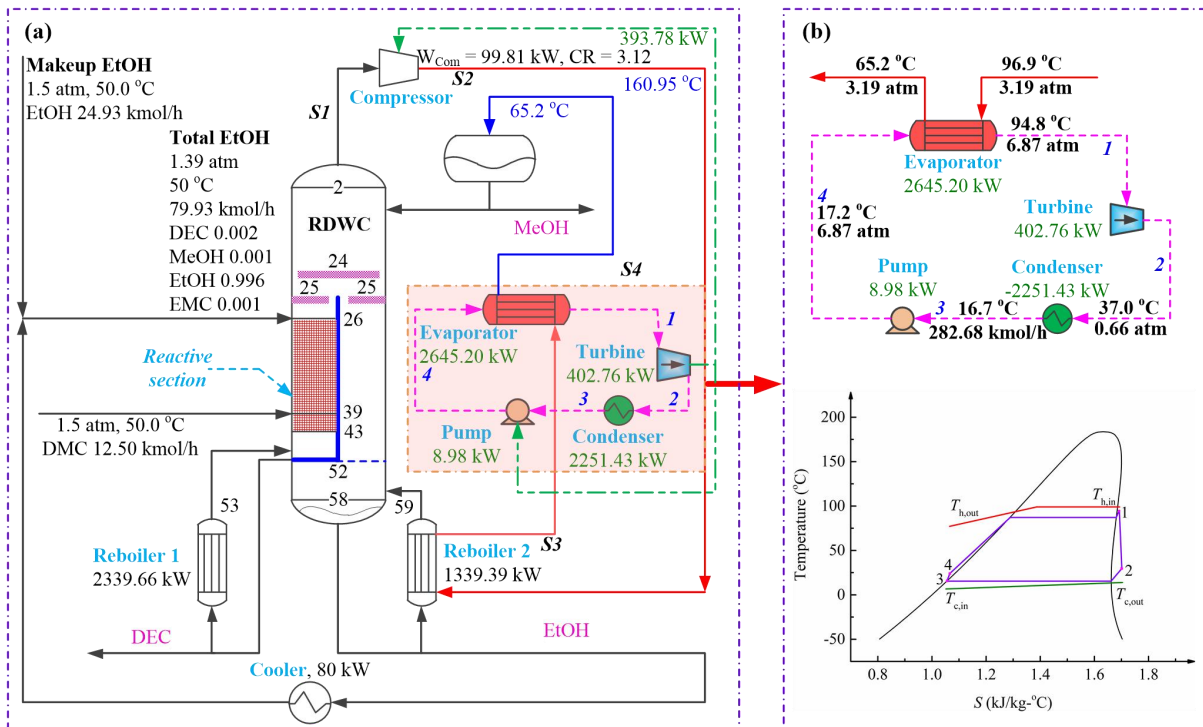 (a)
393.78 kW
W_Com = 99.81 kW, CR = 3.12
S2
160.95 °C
Compressor
S1
Makeup EtOH
1.5 atm, 50.0 °C
EtOH 24.93 kmol/h
Total EtOH
1.39 atm
50 °C
79.93 kmol/h
DEC 0.002
MeOH 0.001
EtOH 0.996
EMC 0.001
65.2 °C
MeOH
2
RDWC
24
25
25
26
Reactive
section
39
43
1.5 atm, 50.0 °C
DMC 12.50 kmol/h
52
58
53
59
S4
Evaporator
2645.20 kW
1
Turbine
402.76 kW
4
3
2
Pump
8.98 kW
Condenser
2251.43 kW
S3
Reboiler 1
2339.66 kW
Reboiler 2
1339.39 kW
DEC
EtOH
Cooler, 80 kW
(b)
65.2 °C
3.19 atm
96.9 °C
3.19 atm
94.8 °C
6.87 atm
1
Evaporator
2645.20 kW
4
17.2 °C
6.87 atm
Turbine
402.76 kW
2
Pump
8.98 kW
Condenser
-2251.43 kW
3
16.7 °C
282.68 kmol/h
37.0 °C
0.66 atm
Temperature (°C)
200
150
100
50
0
-50
T_h,out
T_h,in
1
4
3
2
T_c,in
T_c,out
0.8
1.0
1.2
1.4
1.6
1.8
S (kJ/kg-°C)